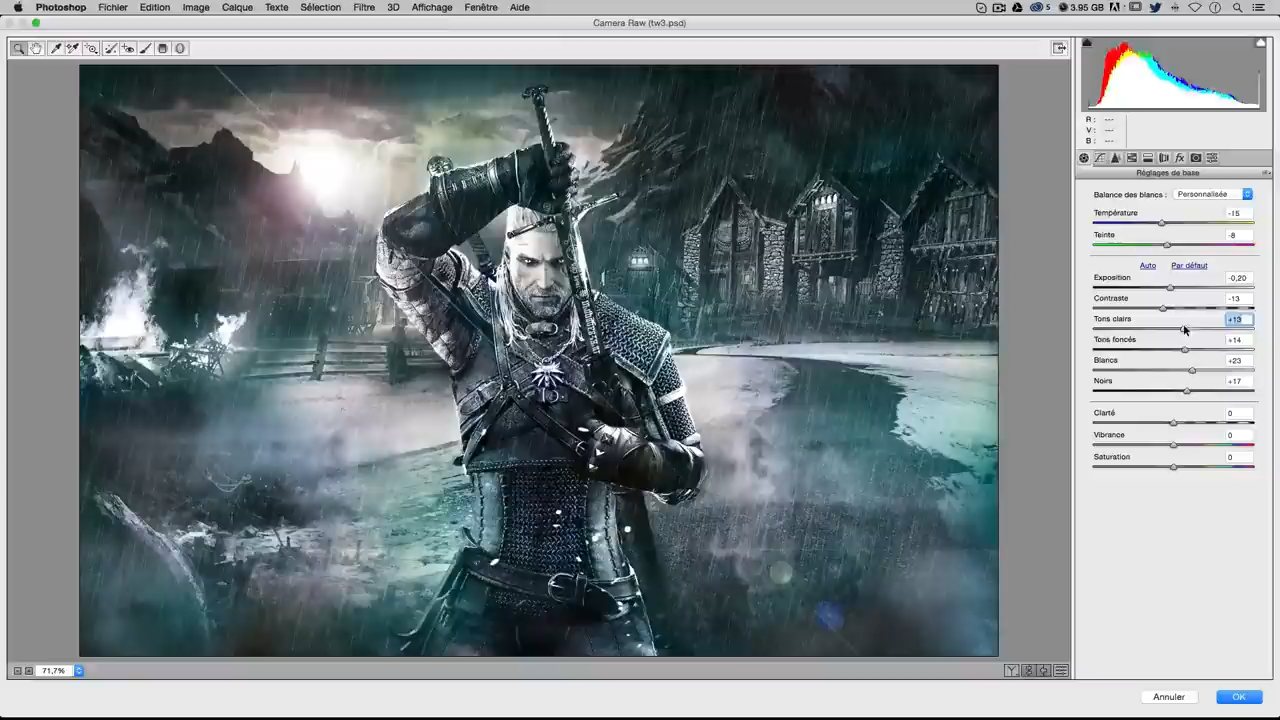 Photoshop Fichier Edition Image Calque Texte Sélection Filtre 3D Affichage Fenêtre Aide 5 3.95 GB 2
Camera Raw (tw3.psd)
R : ---
V : ---
B : ---
Réglages de base
Balance des blancs : Personnalisée
Température -15
Teinte -8
Auto Par défaut
Exposition -0,20
Contraste -13
Tons clairs +13
Tons foncés +14
Blancs +23
Noirs +17
Clarté 0
Vibrance 0
Saturation 0
71,7%
Annuler OK